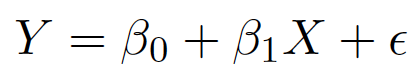 Y = β₀ + β₁X + ϵ